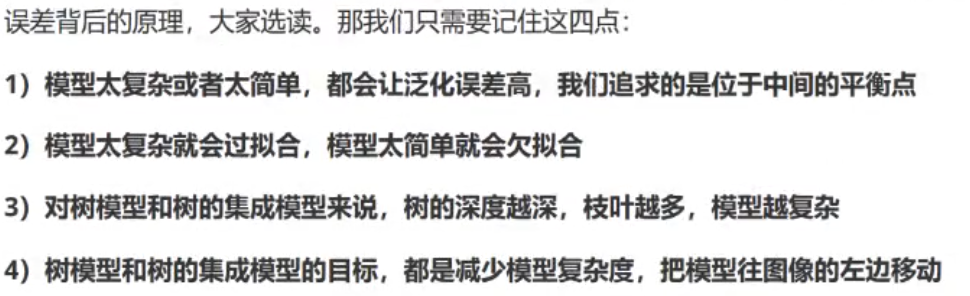 误差背后的原理，大家选读。那我们只需要记住这四点：
1）模型太复杂或者太简单，都会让泛化误差高，我们追求的是位于中间的平衡点
2）模型太复杂就会过拟合，模型太简单就会欠拟合
3）对树模型和树的集成模型来说，树的深度越深，枝叶越多，模型越复杂
4）树模型和树的集成模型的目标，都是减少模型复杂度，把模型往图像的左边移动